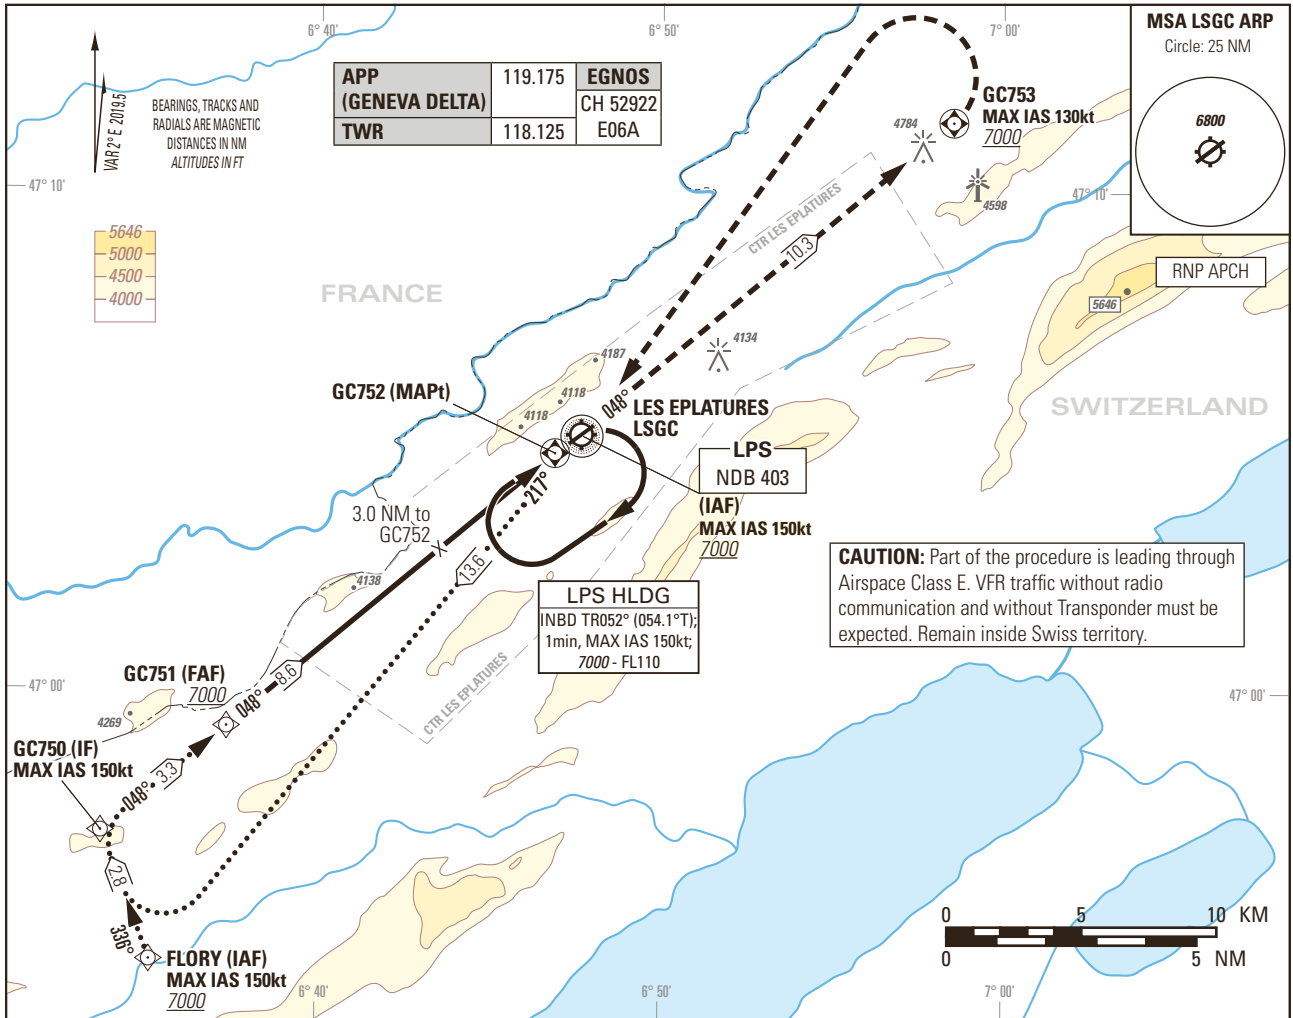 6° 40'
6° 50'
7° 00'
MSA LSGC ARP
Circle: 25 NM
6800
VAR 2° E 2019.5
BEARINGS, TRACKS AND
RADIALS ARE MAGNETIC
DISTANCES IN NM
ALTITUDES IN FT
APP
(GENEVA DELTA)
119.175
EGNOS
CH 52922
E06A
TWR
118.125
GC753
MAX IAS 130kt
7000
4784
4598
47° 10'
47° 10'
CTR LES EPLATURES
10.3
5646
5000
4500
4000
FRANCE
RNP APCH
5646
4134
4187
4118
4118
GC752 (MAPt)
048°
LES EPLATURES
LSGC
SWITZERLAND
LPS
NDB 403
(IAF)
MAX IAS 150kt
7000
217°
3.0 NM to
GC752
13.6
4138
CAUTION: Part of the procedure is leading through
Airspace Class E. VFR traffic without radio
communication and without Transponder must be
expected. Remain inside Swiss territory.
LPS HLDG
INBD TR052° (054.1°T);
1min, MAX IAS 150kt;
7000 - FL110
GC751 (FAF)
7000
048°
8.6
CTR LES EPLATURES
47° 00'
47° 00'
4269
GC750 (IF)
MAX IAS 150kt
048°
3.3
2.8
336°
FLORY (IAF)
MAX IAS 150kt
7000
0 5 10 KM
0 5 NM
6° 40'
6° 50'
7° 00'